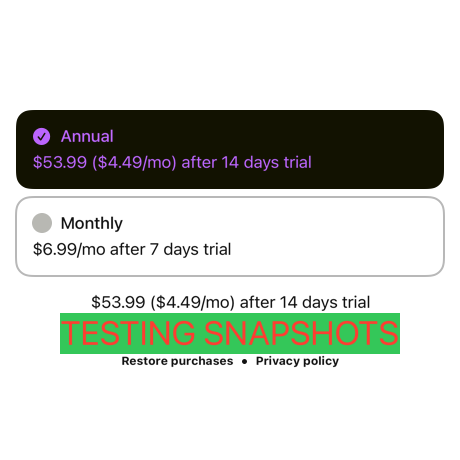 Annual
$53.99 ($4.49/mo) after 14 days trial
Monthly
$6.99/mo after 7 days trial
$53.99 ($4.49/mo) after 14 days trial
TESTING SNAPSHOTS
Restore purchases • Privacy policy